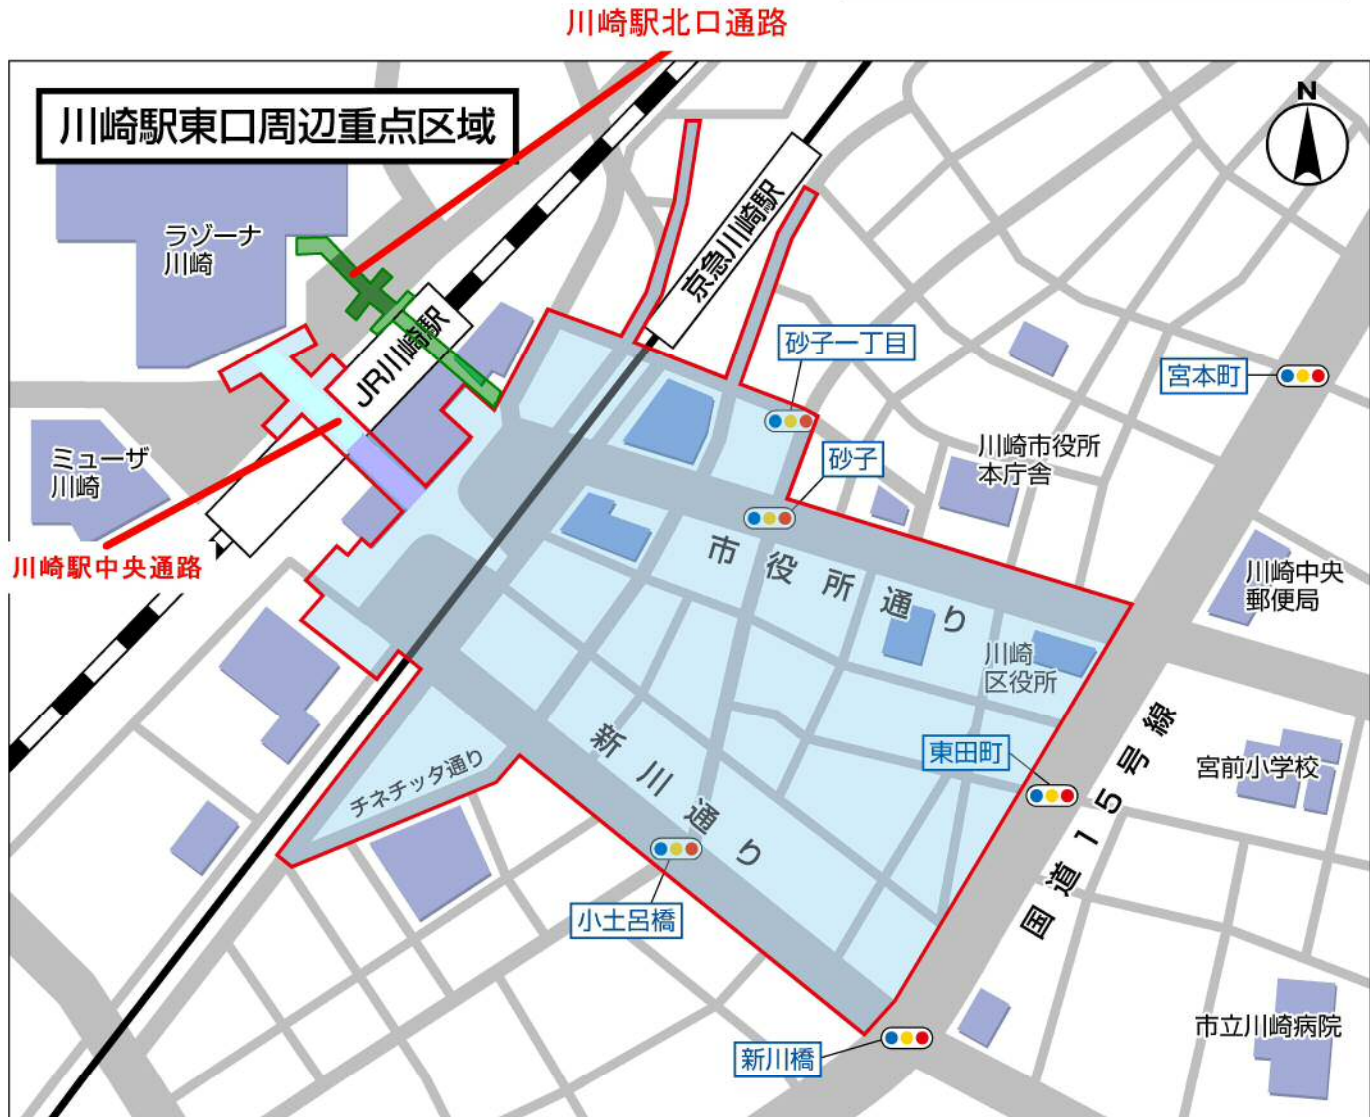 川崎駅北口通路
川崎駅東口周辺重点区域
N
ラゾーナ
川崎
京急川崎駅
JR川崎駅
砂子一丁目
宮本町
ミューザ
川崎
砂子
川崎市役所
本庁舎
川崎駅中央通路
市役所通り
川崎中央
郵便局
川崎
区役所
東田町
国道15号線
宮前小学校
チネチッタ通り
新川通り
小土呂橋
市立川崎病院
新川橋